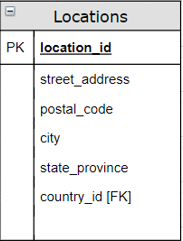 Locations
PK location_id
street_address
postal_code
city
state_province
country_id [FK]